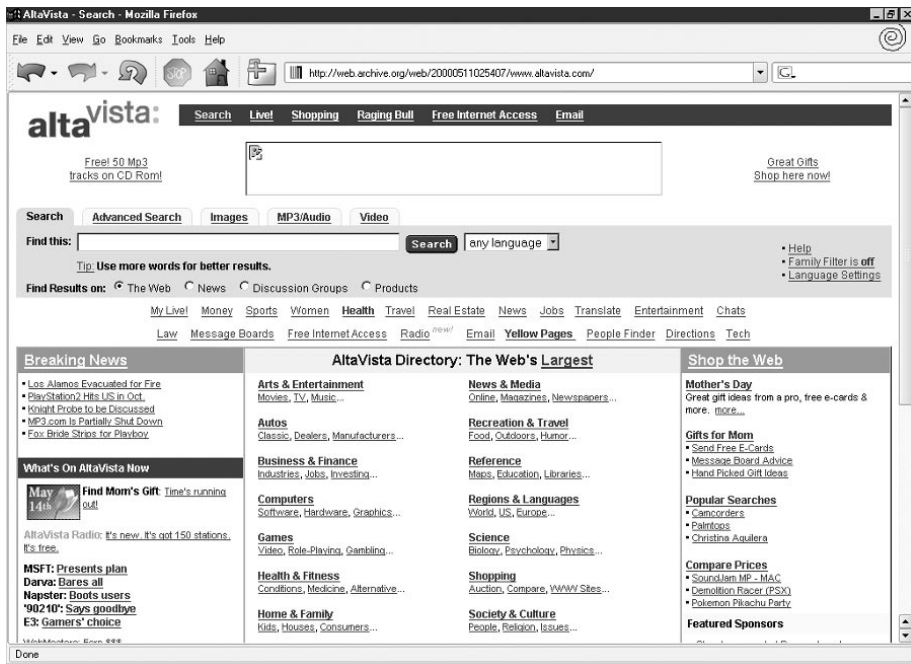 AltaVista - Search - Mozilla Firefox
File Edit View Go Bookmarks Tools Help
STOP
http://web.archive.org/web/20000511025407/www.altavista.com/
G.
altavista:
Search Live! Shopping Raging Bull Free Internet Access Email
Free! 50 Mp3
tracks on CD Rom!
Great Gifts
Shop here now!
Search Advanced Search Images MP3/Audio Video
Find this: Search any language
Tip: Use more words for better results.
Find Results on: The Web News Discussion Groups Products
• Help
• Family Filter is off
• Language Settings
My Live! Money Sports Women Health Travel Real Estate News Jobs Translate Entertainment Chats
Law Message Boards Free Internet Access Radio new! Email Yellow Pages People Finder Directions Tech
Breaking News
▪ Los Alamos Evacuated for Fire
▪ PlayStation2 Hits US in Oct.
▪ Knight Probe to be Discussed
▪ MP3.com Is Partially Shut Down
▪ Fox Bride Strips for Playboy
What's On AltaVista Now
May
14th
Find Mom's Gift: Time's running
out!
AltaVista Radio: It's new. It's got 150 stations.
It's free.
MSFT: Presents plan
Darva: Bares all
Napster: Boots users
'90210': Says goodbye
E3: Gamers' choice
AltaVista Directory: The Web's Largest
Arts & Entertainment
Movies, TV, Music...
Autos
Classic, Dealers, Manufacturers...
Business & Finance
Industries, Jobs, Investing...
Computers
Software, Hardware, Graphics...
Games
Video, Role-Playing, Gambling...
Health & Fitness
Conditions, Medicine, Alternative...
Home & Family
Kids, Houses, Consumers...
News & Media
Online, Magazines, Newspapers...
Recreation & Travel
Food, Outdoors, Humor...
Reference
Maps, Education, Libraries...
Regions & Languages
World, US, Europe...
Science
Biology, Psychology, Physics...
Shopping
Auction, Compare, WWW Sites...
Society & Culture
People, Religion, Issues...
Shop the Web
Mother's Day
Great gift ideas from a pro, free e-cards &
more. more...
Gifts for Mom
▪ Send Free E-Cards
▪ Message Board Advice
▪ Hand Picked Gift Ideas
Popular Searches
▪ Camcorders
▪ Palmtops
▪ Christina Aguilera
Compare Prices
▪ SoundJam MP - MAC
▪ Demolition Racer (PSX)
▪ Pokemon Pikachu Party
Featured Sponsors
Done